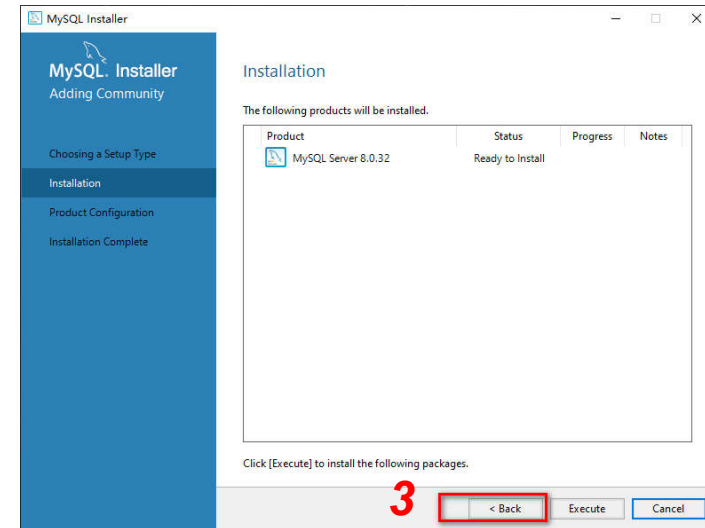 MySQL Installer
MySQL. Installer
Adding Community
Choosing a Setup Type
Installation
Product Configuration
Installation Complete
Installation
The following products will be installed.
Product Status Progress Notes
MySQL Server 8.0.32 Ready to Install
Click [Execute] to install the following packages.
3
< Back Execute Cancel